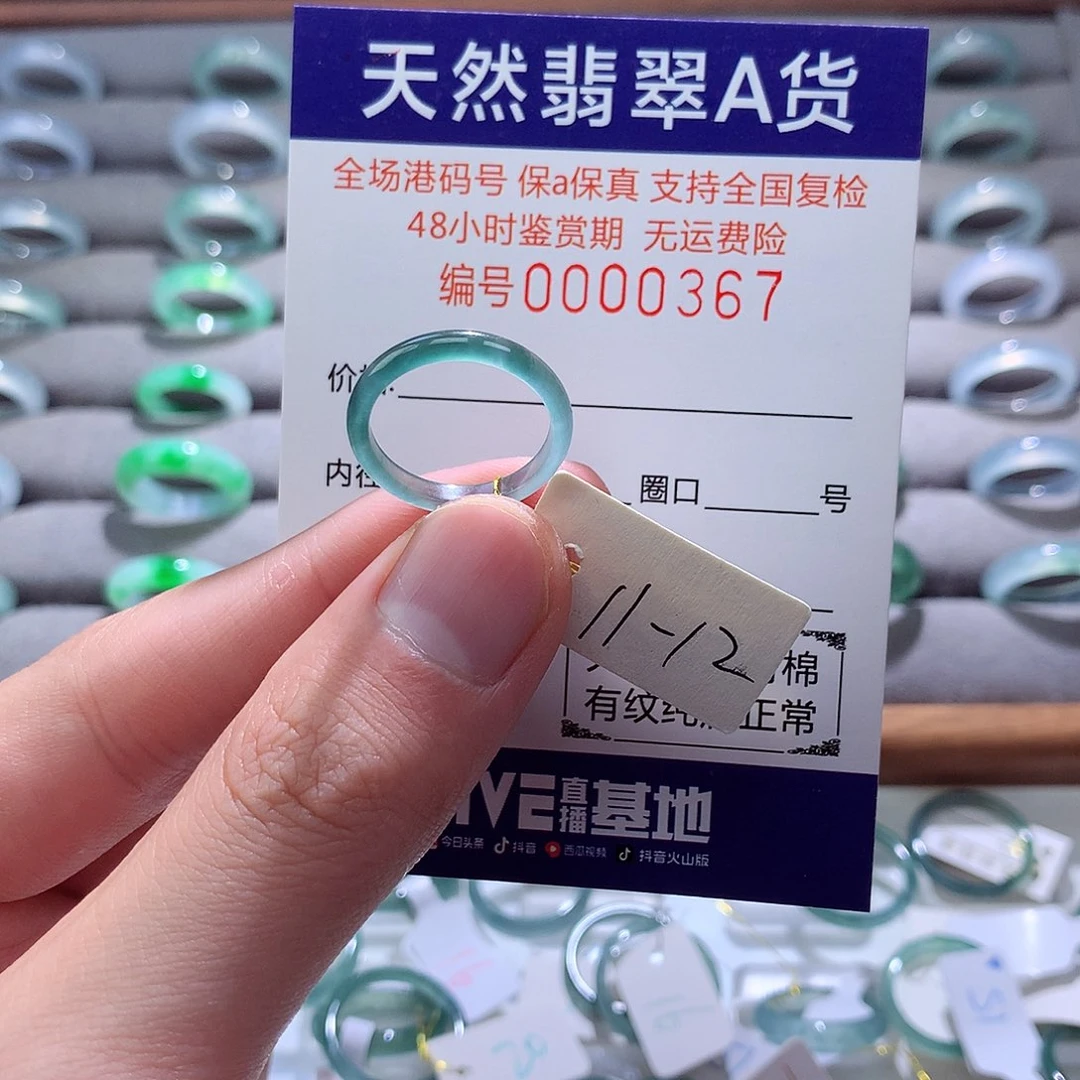 天然翡翠A货
全场港码号 保a保真 支持全国复检
48小时鉴赏期 无运费险
编号0000367
价
内径 圈口 号
11-12
棉
有纹 正常
直播基地
今日头条 抖音 西瓜视频 抖音火山版